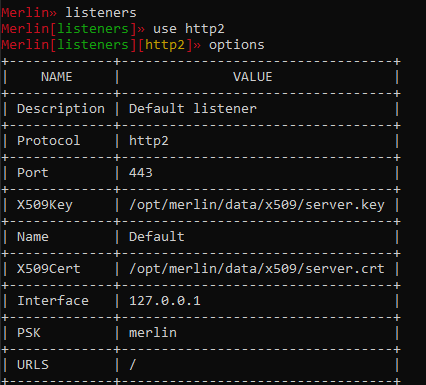 Merlin» listeners
Merlin[listeners]» use http2
Merlin[listeners][http2]» options
+-------------+---------------------------------+
|    NAME     |              VALUE              |
+-------------+---------------------------------+
| Description | Default listener                |
+-------------+---------------------------------+
| Protocol    | http2                           |
+-------------+---------------------------------+
| Port        | 443                             |
+-------------+---------------------------------+
| X509Key     | /opt/merlin/data/x509/server.key |
+-------------+---------------------------------+
| Name        | Default                         |
+-------------+---------------------------------+
| X509Cert    | /opt/merlin/data/x509/server.crt |
+-------------+---------------------------------+
| Interface   | 127.0.0.1                       |
+-------------+---------------------------------+
| PSK         | merlin                          |
+-------------+---------------------------------+
| URLS        | /                               |
+-------------+---------------------------------+